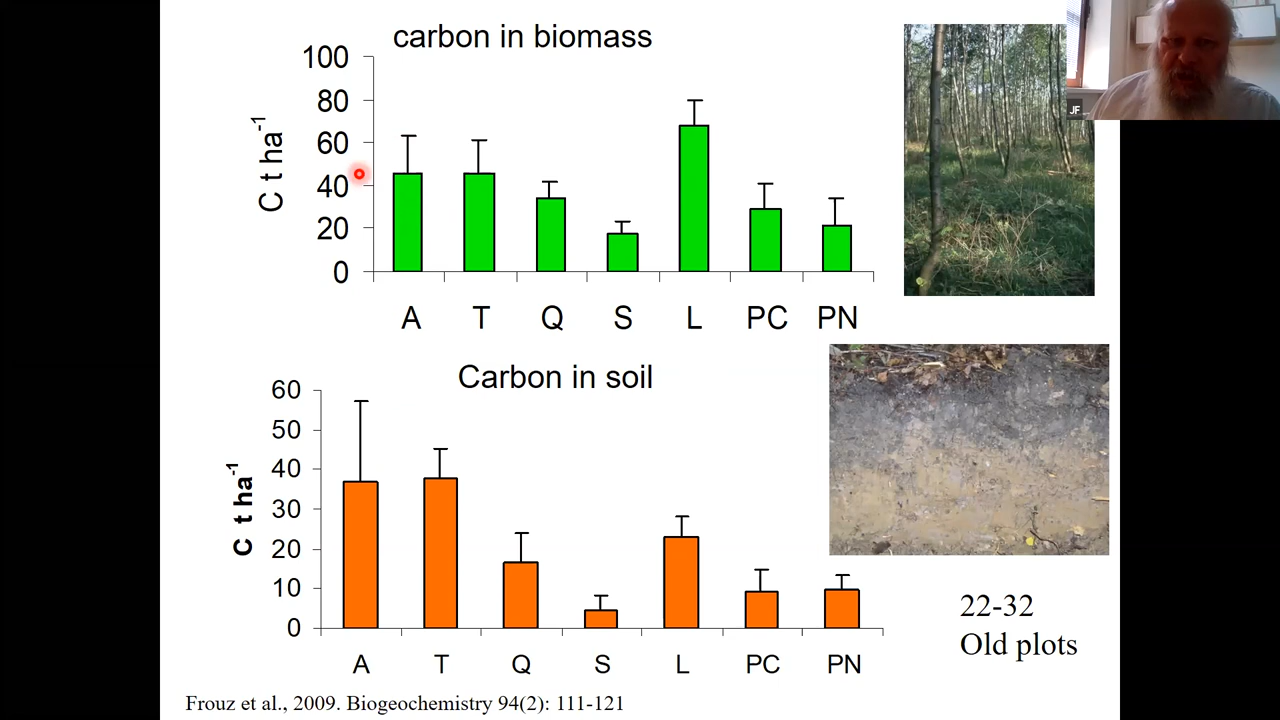 carbon in biomass
100
80
60
40
20
0
C t ha-1
A T Q S L PC PN
JF
Carbon in soil
60
50
40
30
20
10
0
C t ha-1
A T Q S L PC PN
22-32
Old plots
Frouz et al., 2009. Biogeochemistry 94(2): 111-121